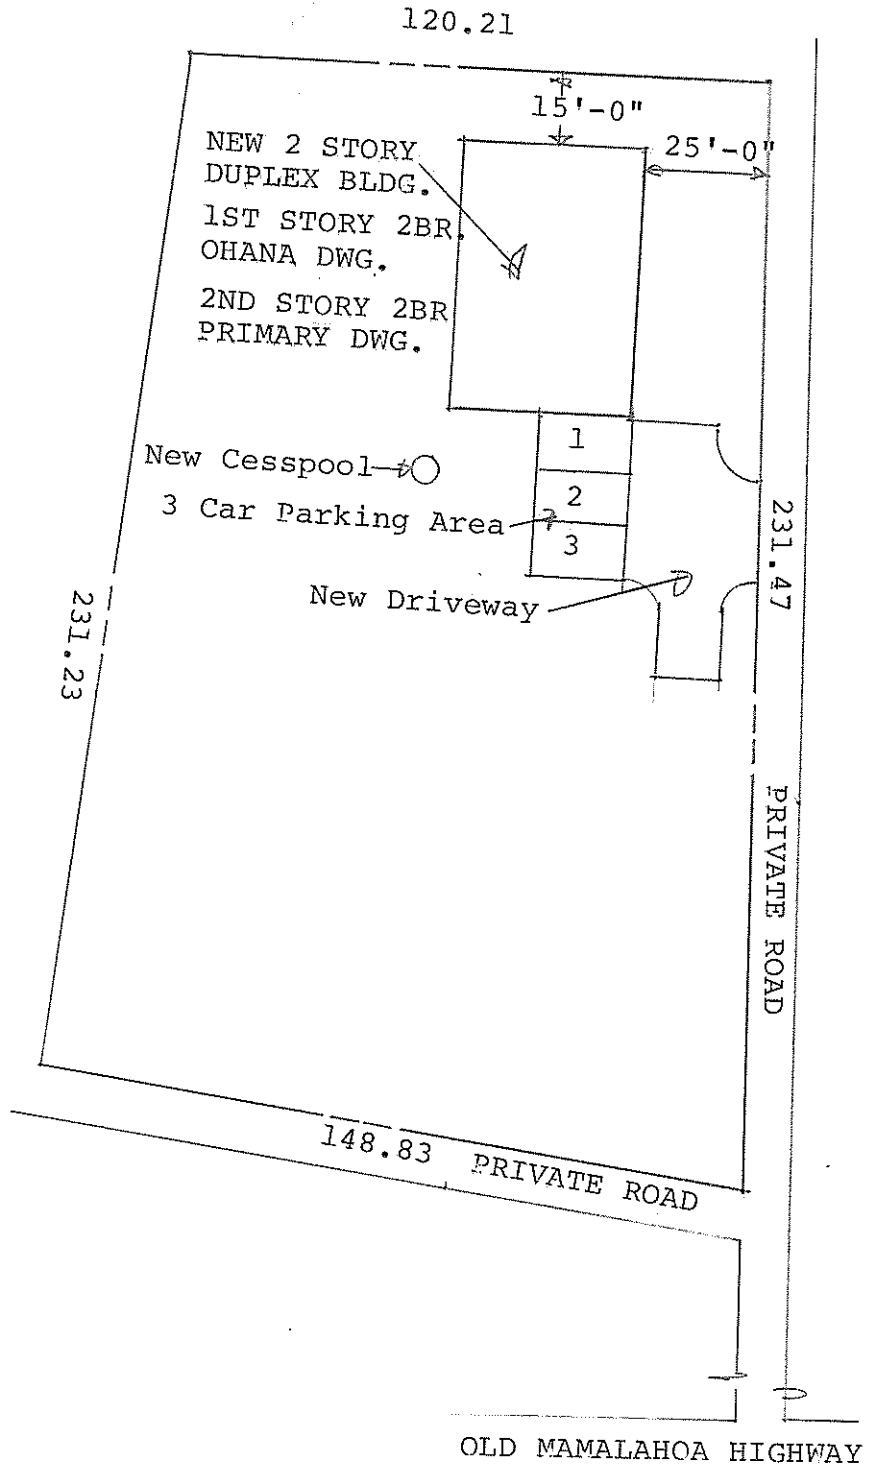 120.21
15'-0"
25'-0"
NEW 2 STORY
DUPLEX BLDG.
1ST STORY 2BR.
OHANA DWG.
2ND STORY 2BR
PRIMARY DWG.
1
New Cesspool
2
3 Car Parking Area
3
New Driveway
231.47
231.23
PRIVATE ROAD
148.83 PRIVATE ROAD
OLD MAMALAHOA HIGHWAY